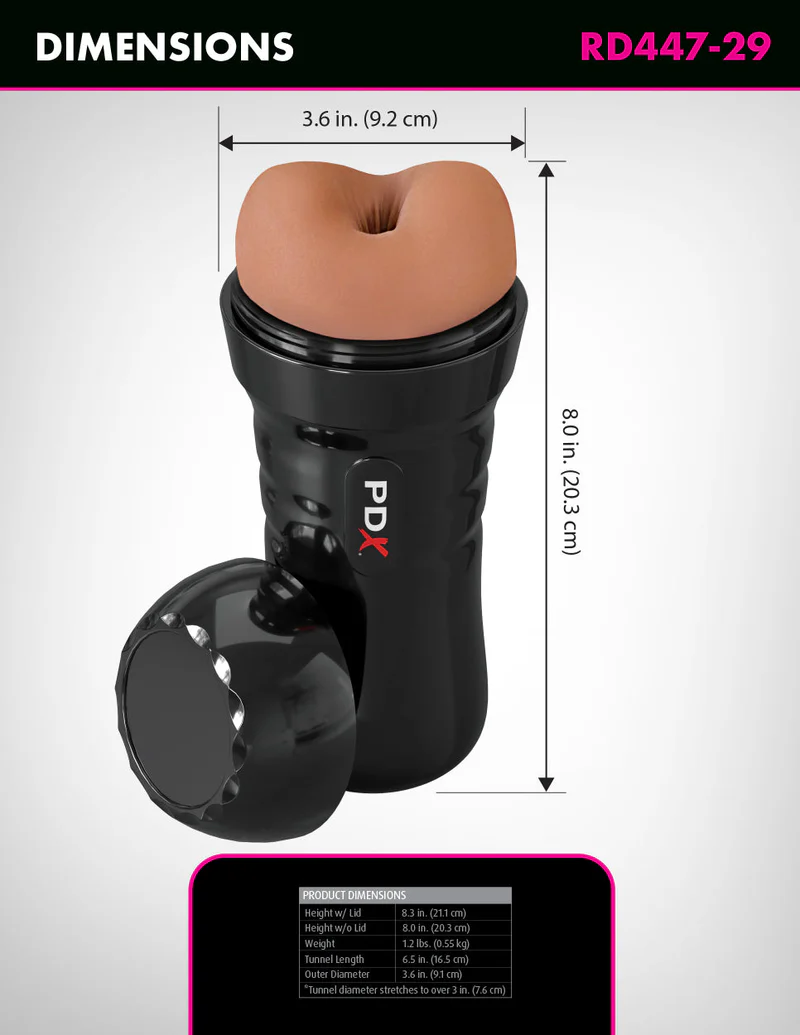 DIMENSIONS
RD447-29
3.6 in. (9.2 cm)
8.0 in. (20.3 cm)
PDX
PRODUCT DIMENSIONS
Height w/ Lid 8.3 in. (21.1 cm)
Height w/o Lid 8.0 in. (20.3 cm)
Weight 1.2 lbs. (0.55 kg)
Tunnel Length 6.5 in. (16.5 cm)
Outer Diameter 3.6 in. (9.1 cm)
*Tunnel diameter stretches to over 3 in. (7.6 cm)